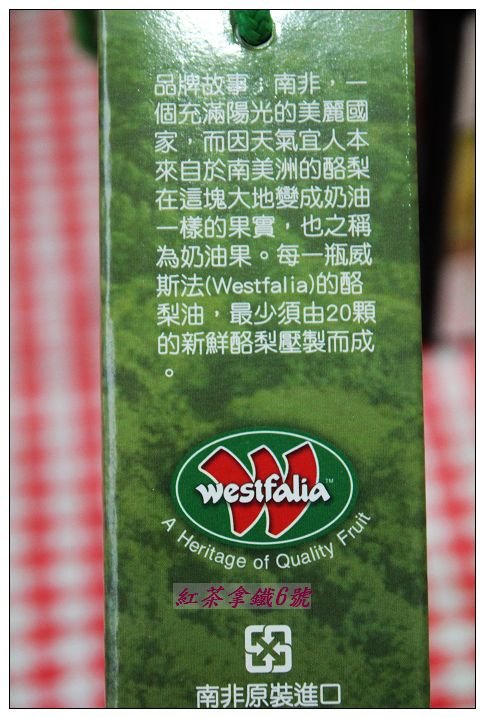 品牌故事：南非，一
個充滿陽光的美麗國
家，而因天氣宜人本
來自於南美洲的酪梨
在這塊大地變成奶油
一樣的果實，也之稱
為奶油果。每一瓶威
斯法(Westfalia)的酪
梨油，最少須由20顆
的新鮮酪梨壓製而成
。
westfalia™
A Heritage of Quality Fruit
紅茶拿鐵6號
南非原裝進口